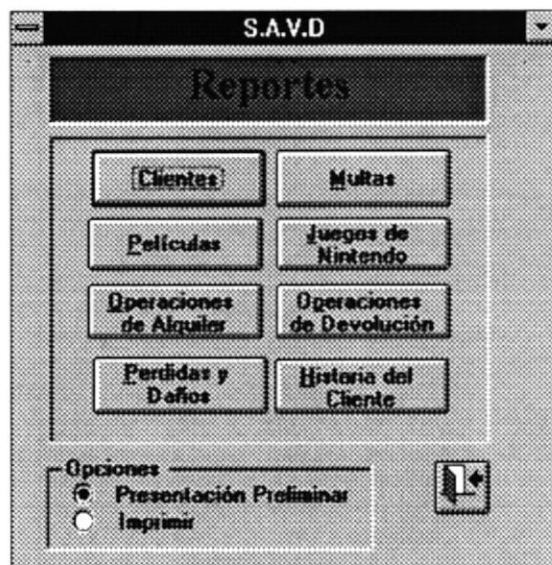 S.A.V.D
Reportes
Clientes
Multas
Películas
Juegos de
Nintendo
Operaciones
de Alquiler
Operaciones
de Devolución
Perdidas y
Daños
Historia del
Cliente
Opciones
Presentación Preliminar
Imprimir